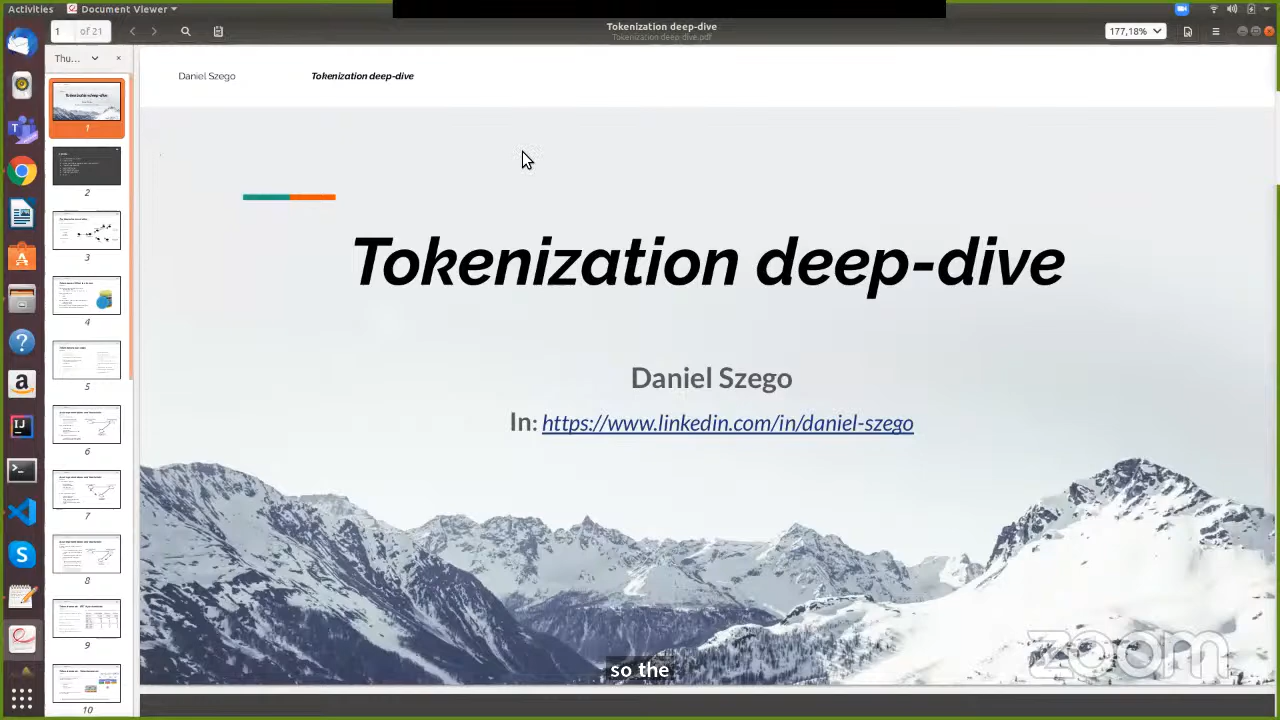 Activities Document Viewer
Tokenization deep-dive
Tokenization deep-dive.pdf
1 of 21
177,18%
Thu...
Daniel Szego Tokenization deep-dive
1
2
3
4
5
6
7
8
9
10
Tokenization deep-dive
Daniel Szego
In: https://www.linkedin.com/in/daniel-szego
so the
zoom